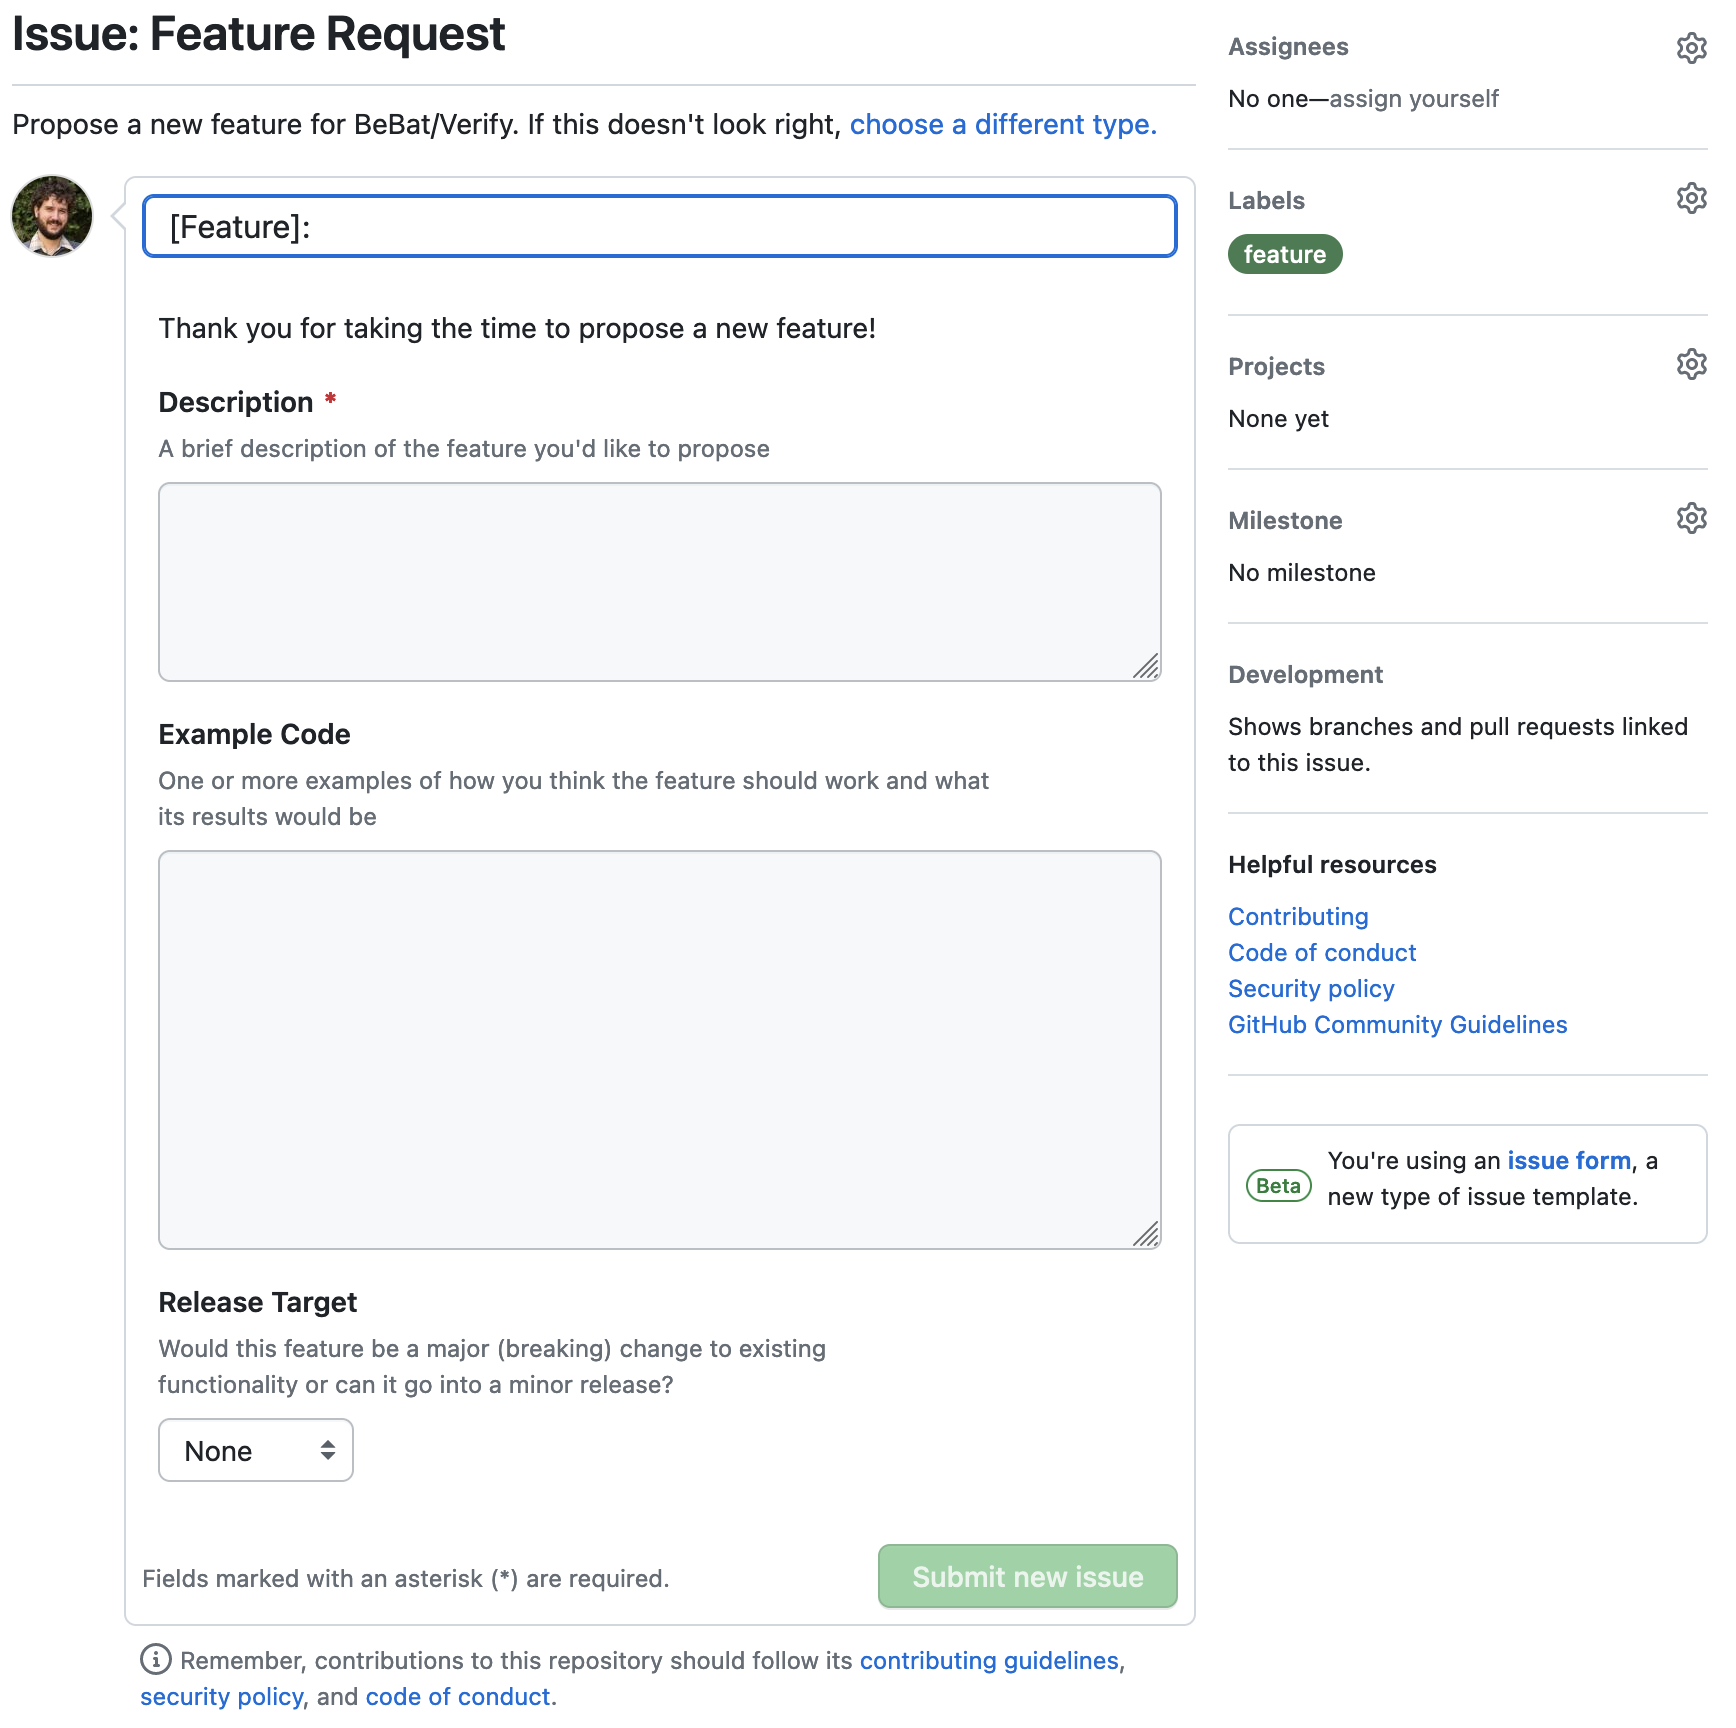 Issue: Feature Request
Propose a new feature for BeBat/Verify. If this doesn't look right, choose a different type.
[Feature]:
Thank you for taking the time to propose a new feature!
Description *
A brief description of the feature you'd like to propose
Example Code
One or more examples of how you think the feature should work and what
its results would be
Release Target
Would this feature be a major (breaking) change to existing
functionality or can it go into a minor release?
None
Fields marked with an asterisk (*) are required.
Submit new issue
Remember, contributions to this repository should follow its contributing guidelines,
security policy, and code of conduct.
Assignees
No one—assign yourself
Labels
feature
Projects
None yet
Milestone
No milestone
Development
Shows branches and pull requests linked
to this issue.
Helpful resources
Contributing
Code of conduct
Security policy
GitHub Community Guidelines
Beta
You're using an issue form, a
new type of issue template.